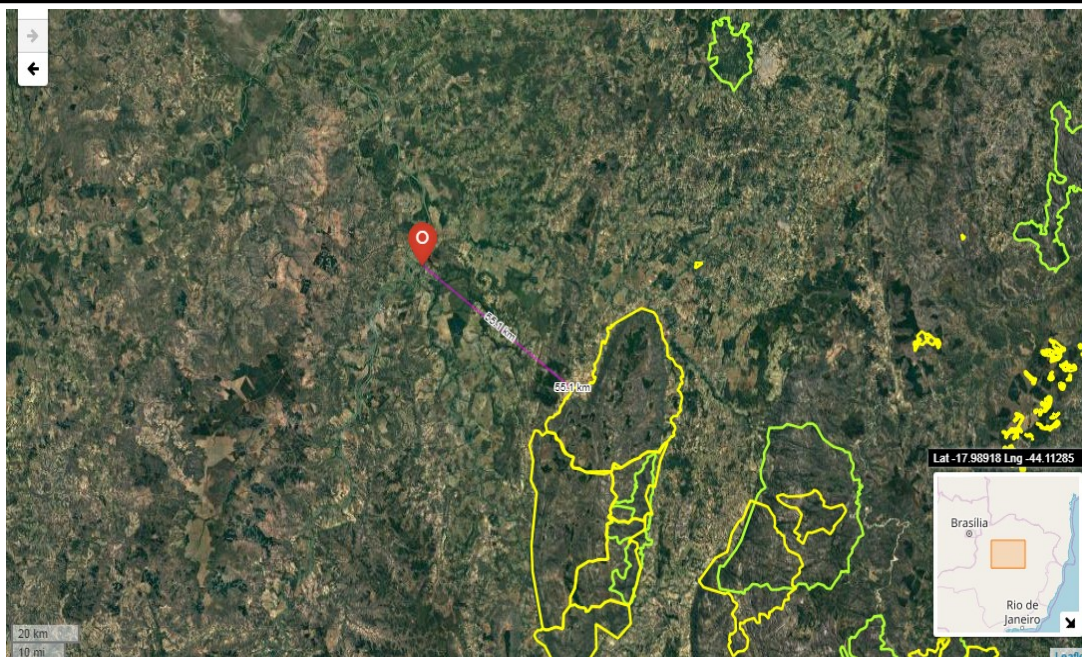 O
55.1 km
55.1 km
Lat -17.98918 Lng -44.11285
Brasília
Rio de
Janeiro
20 km
10 mi
Leafle